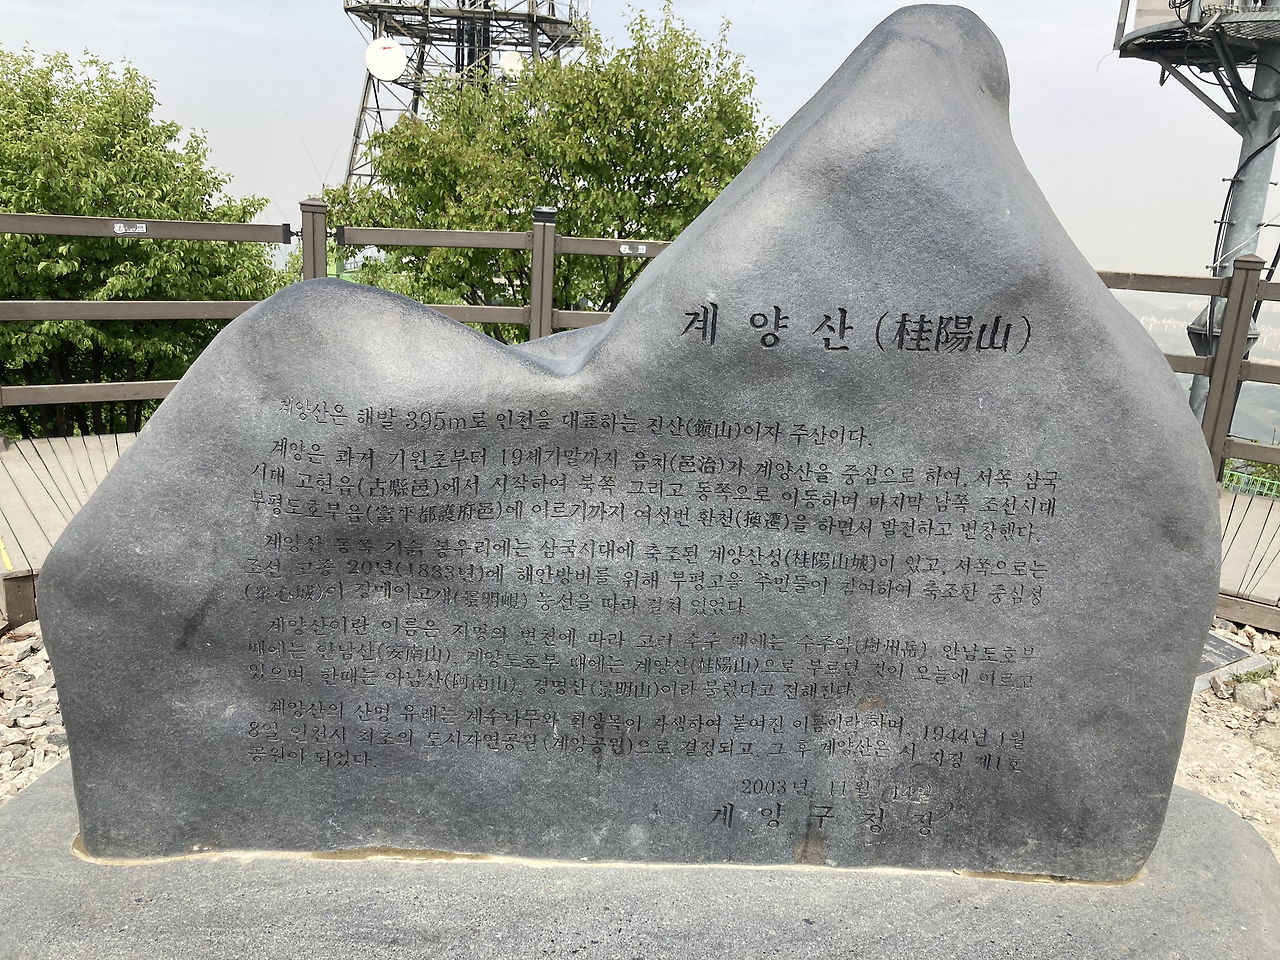 계양산(桂陽山)
계양산은 해발 395m로 인천을 대표하는 진산(鎭山)이자 주산이다.
계양은 과거 기원초부터 19세기말까지 읍치(邑治)가 계양산을 중심으로 하여, 서쪽 삼국
시대 고현읍(古縣邑)에서 시작하여 북쪽 그리고 동쪽으로 이동하며 마지막 남쪽 조선시대
부평도호부읍(富平都護府邑)에 이르기까지 여섯번 환천(換遷)을 하면서 발전하고 번창했다.
계양산 동쪽 기슭 봉우리에는 삼국시대에 축조된 계양산성(桂陽山城)이 있고, 서쪽으로는
조선 고종 20년(1883년)에 해안방비를 위해 부평고을 주민들이 참여하여 축조한 중심성
(衆心城)이 징매이고개(景明峴) 능선을 따라 걸쳐 있었다.
계양산이란 이름은 지명의 변천에 따라 고려 수주 때에는 수주악(樹州岳), 안남도호부
때에는 안남산(安南山), 계양도호부 때에는 계양산(桂陽山)으로 부르던 것이 오늘에 이르고
있으며, 한때는 아남산(阿南山), 경명산(景明山)이라 불렀다고 전해진다.
계양산의 산명 유래는 계수나무와 회양목이 자생하여 붙여진 이름이라 하며, 1944년 1월
8일 인천시 최초의 도시자연공원(계양공원)으로 결정되고, 그 후 계양산은 시 지정 제1호
공원이 되었다.
2003년. 11월. 14일
계양구청장